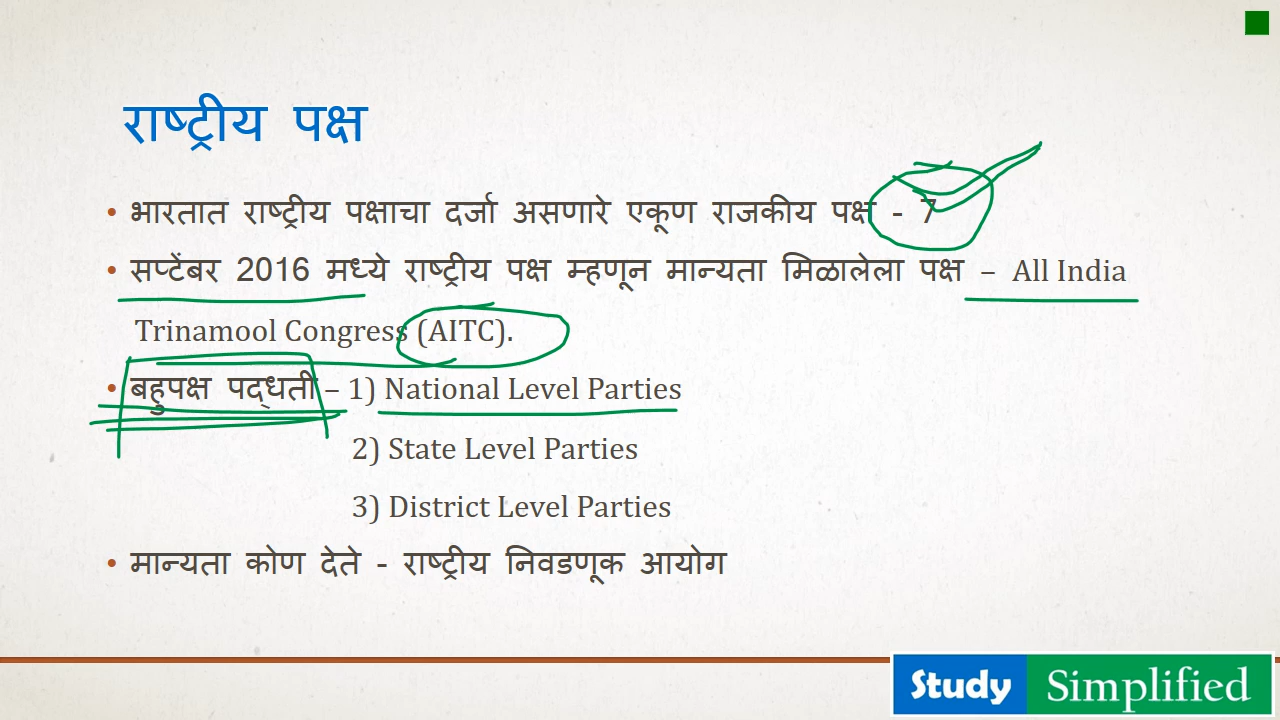 राष्ट्रीय पक्ष
• भारतात राष्ट्रीय पक्षाचा दर्जा असणारे एकूण राजकीय पक्ष - 7
• सप्टेंबर 2016 मध्ये राष्ट्रीय पक्ष म्हणून मान्यता मिळालेला पक्ष – All India
Trinamool Congress (AITC).
• बहुपक्ष पद्धती – 1) National Level Parties
2) State Level Parties
3) District Level Parties
• मान्यता कोण देते - राष्ट्रीय निवडणूक आयोग
Study Simplified